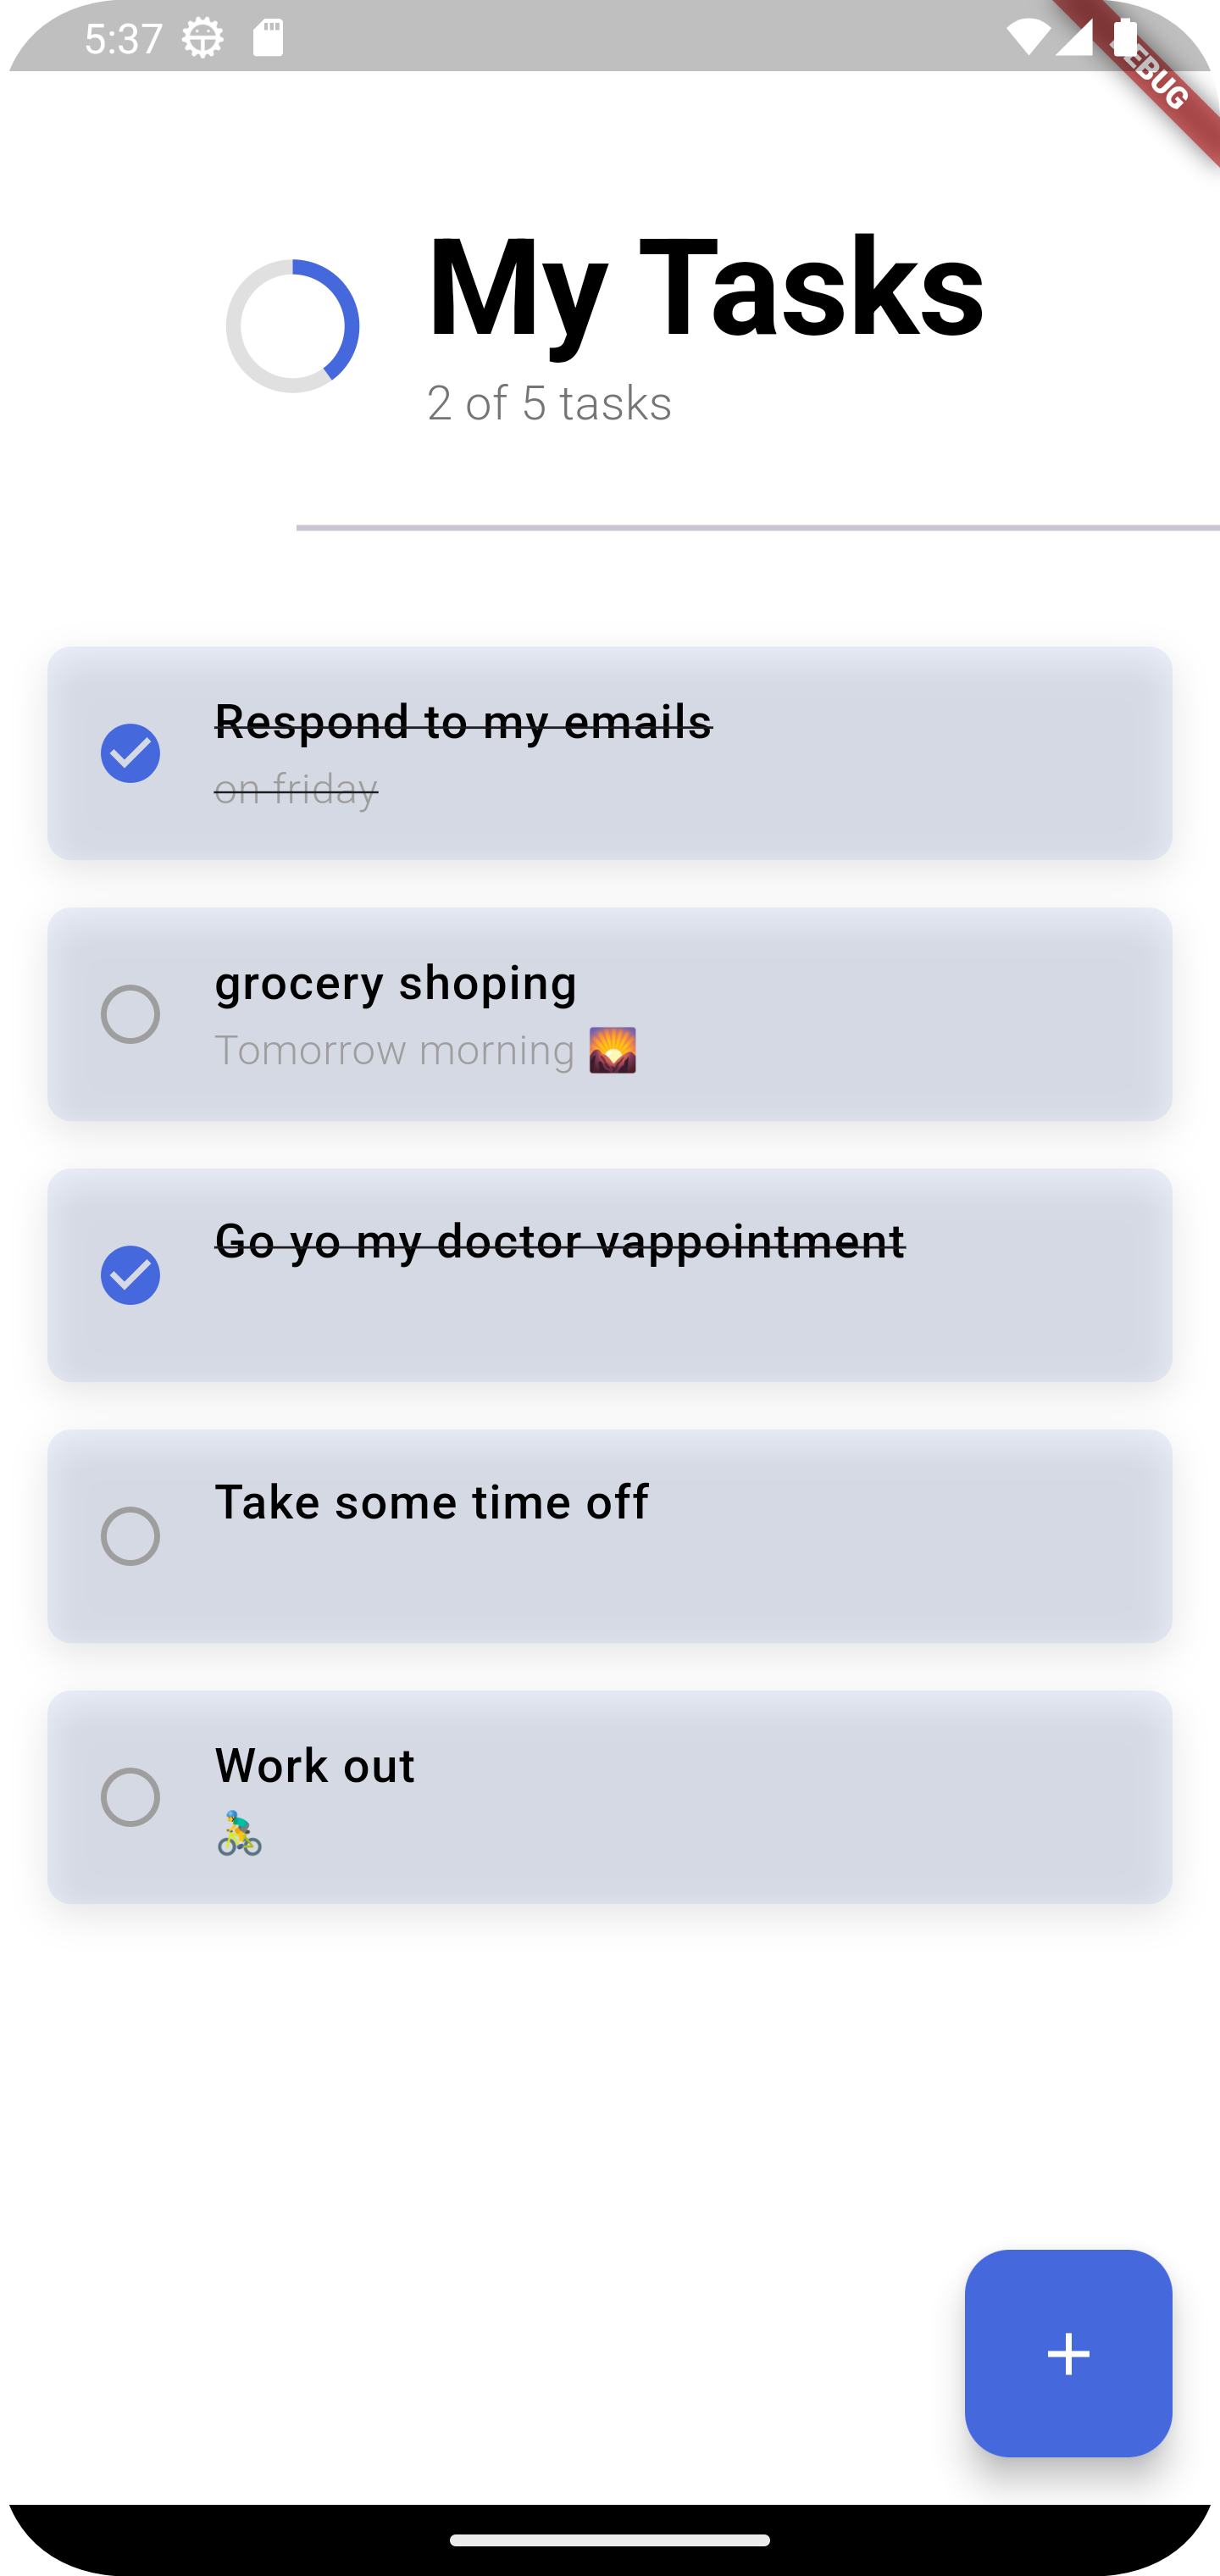 5:37
DEBUG
My Tasks
2 of 5 tasks
Respond to my emails
on friday
grocery shoping
Tomorrow morning 🌄
Go yo my doctor vappointment
Take some time off
Work out
🚴‍♂️